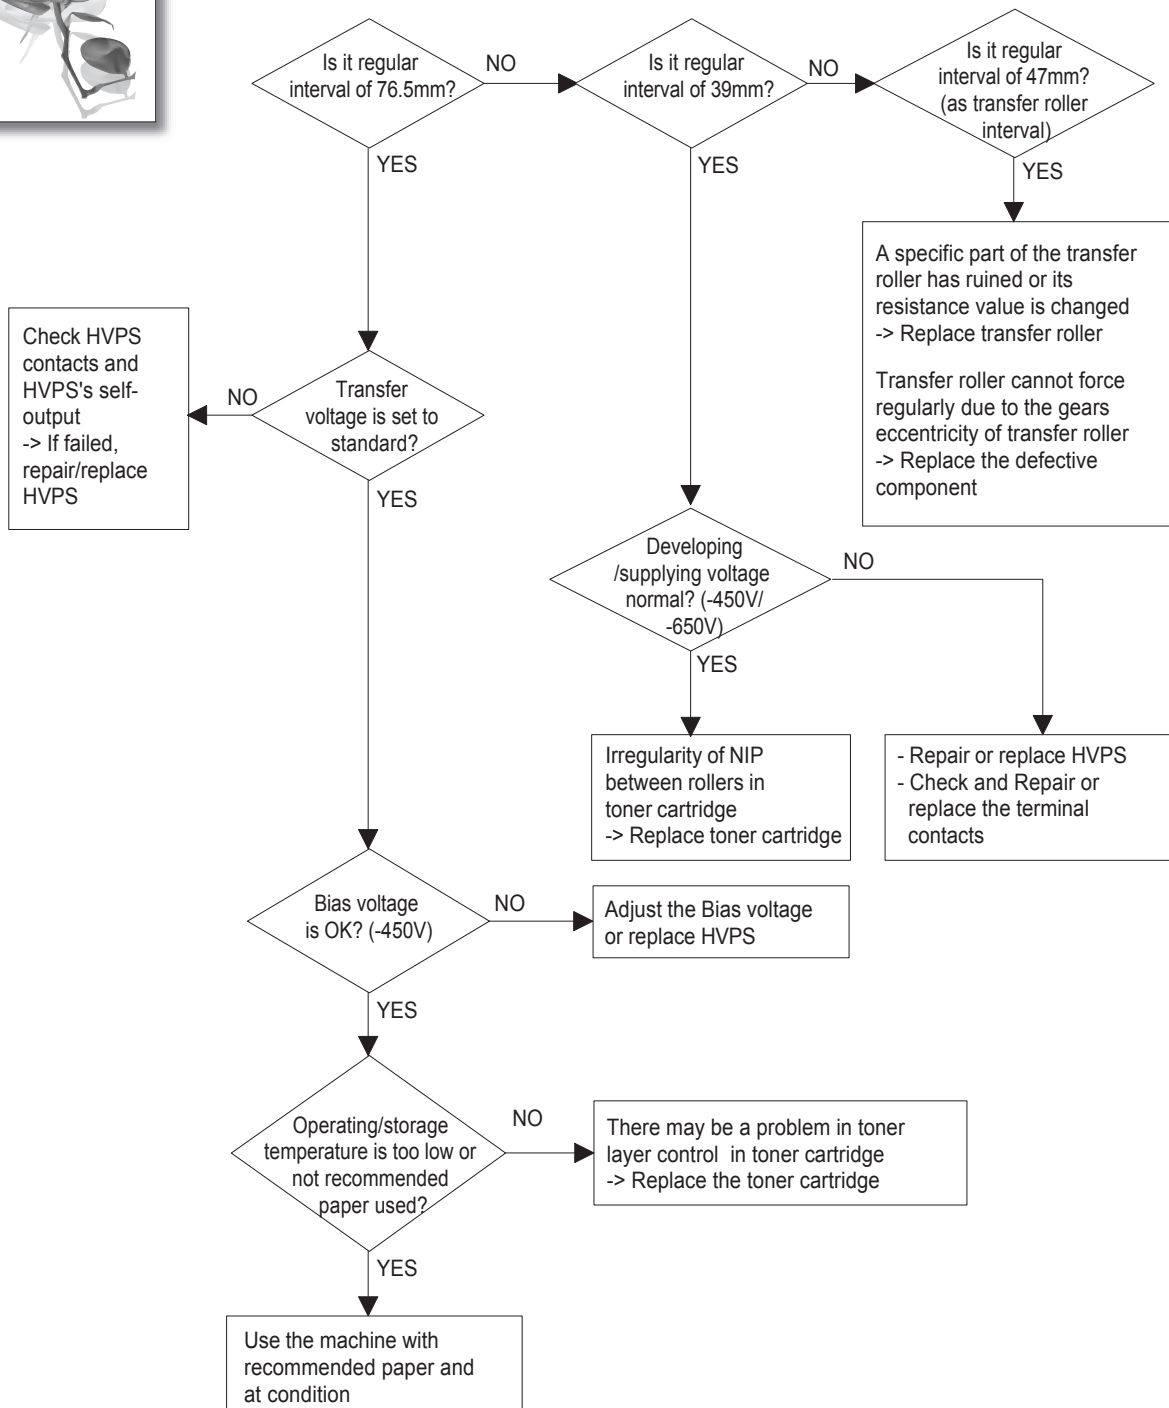 Is it regular
interval of 76.5mm?
NO
Is it regular
interval of 39mm?
NO
Is it regular
interval of 47mm?
(as transfer roller
interval)
YES
YES
YES
A specific part of the transfer
roller has ruined or its
resistance value is changed
-> Replace transfer roller
Transfer roller cannot force
regularly due to the gears
eccentricity of transfer roller
-> Replace the defective
component
Check HVPS
contacts and
HVPS's self-
output
-> If failed,
repair/replace
HVPS
NO
Transfer
voltage is set to
standard?
YES
Developing
/supplying voltage
normal? (-450V/
-650V)
NO
YES
Irregularity of NIP
between rollers in
toner cartridge
-> Replace toner cartridge
- Repair or replace HVPS
- Check and Repair or
replace the terminal
contacts
Bias voltage
is OK? (-450V)
NO
Adjust the Bias voltage
or replace HVPS
YES
Operating/storage
temperature is too low or
not recommended
paper used?
NO
There may be a problem in toner
layer control  in toner cartridge
-> Replace the toner cartridge
YES
Use the machine with
recommended paper and
at condition